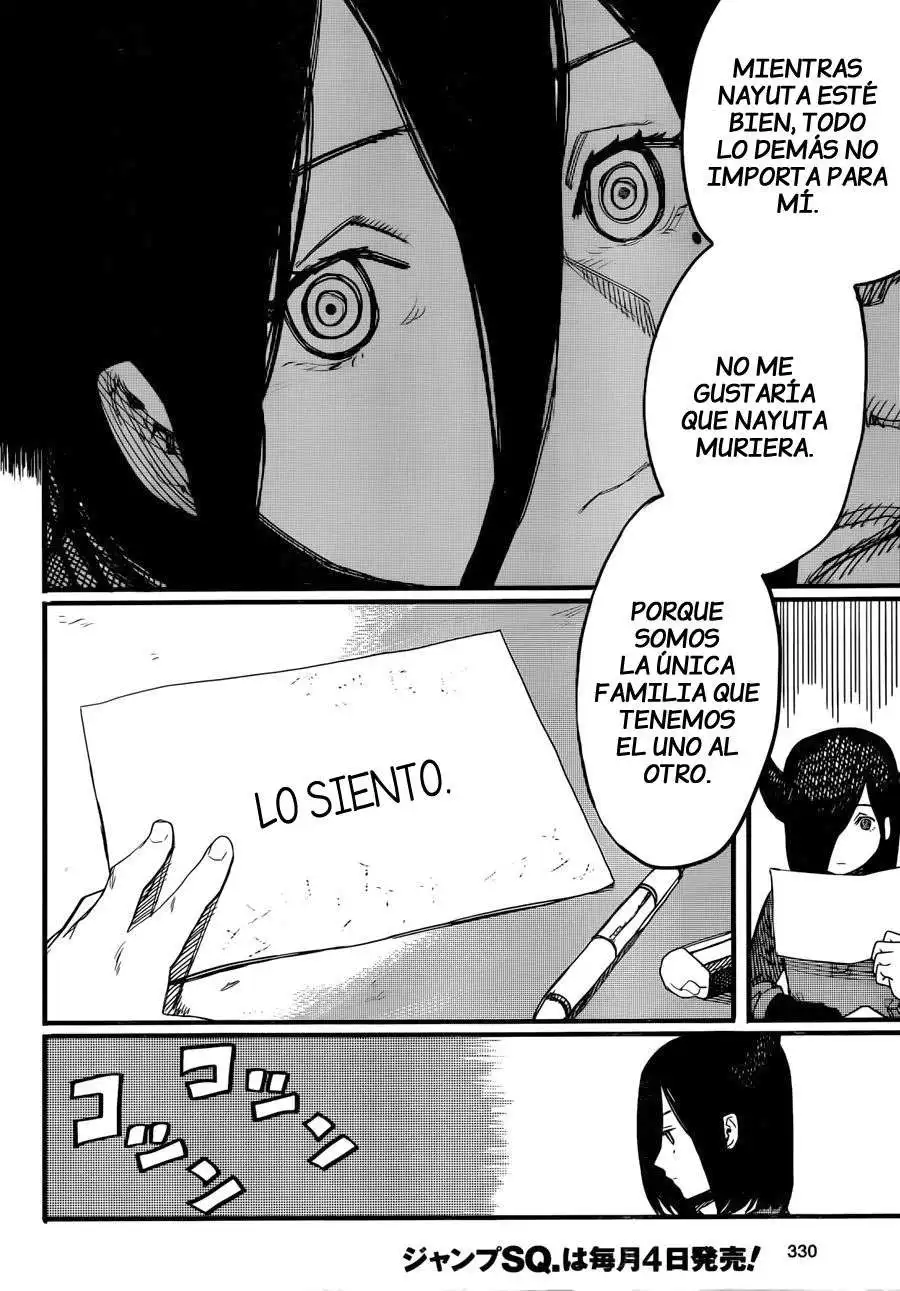 MIENTRAS
NAYUTA ESTÉ
BIEN, TODO
LO DEMÁS NO
IMPORTA PARA
MÍ.
NO ME
GUSTARÍA
QUE NAYUTA
MURIERA.
PORQUE
SOMOS
LA ÚNICA
FAMILIA QUE
TENEMOS
EL UNO AL
OTRO.
LO SIENTO.
コン
コン
ジャンプSQ.は毎月4日発売!
330